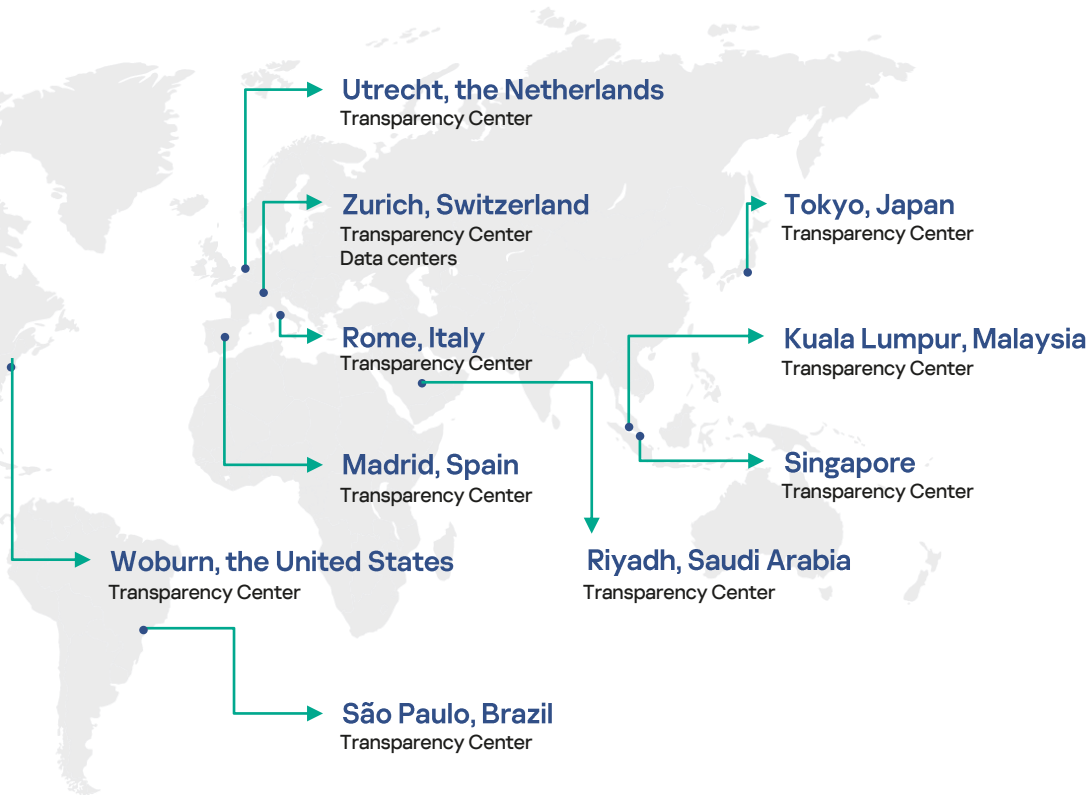 Utrecht, the Netherlands
Transparency Center
Zurich, Switzerland
Transparency Center
Data centers
Tokyo, Japan
Transparency Center
Rome, Italy
Transparency Center
Kuala Lumpur, Malaysia
Transparency Center
Madrid, Spain
Transparency Center
Singapore
Transparency Center
Woburn, the United States
Transparency Center
Riyadh, Saudi Arabia
Transparency Center
São Paulo, Brazil
Transparency Center